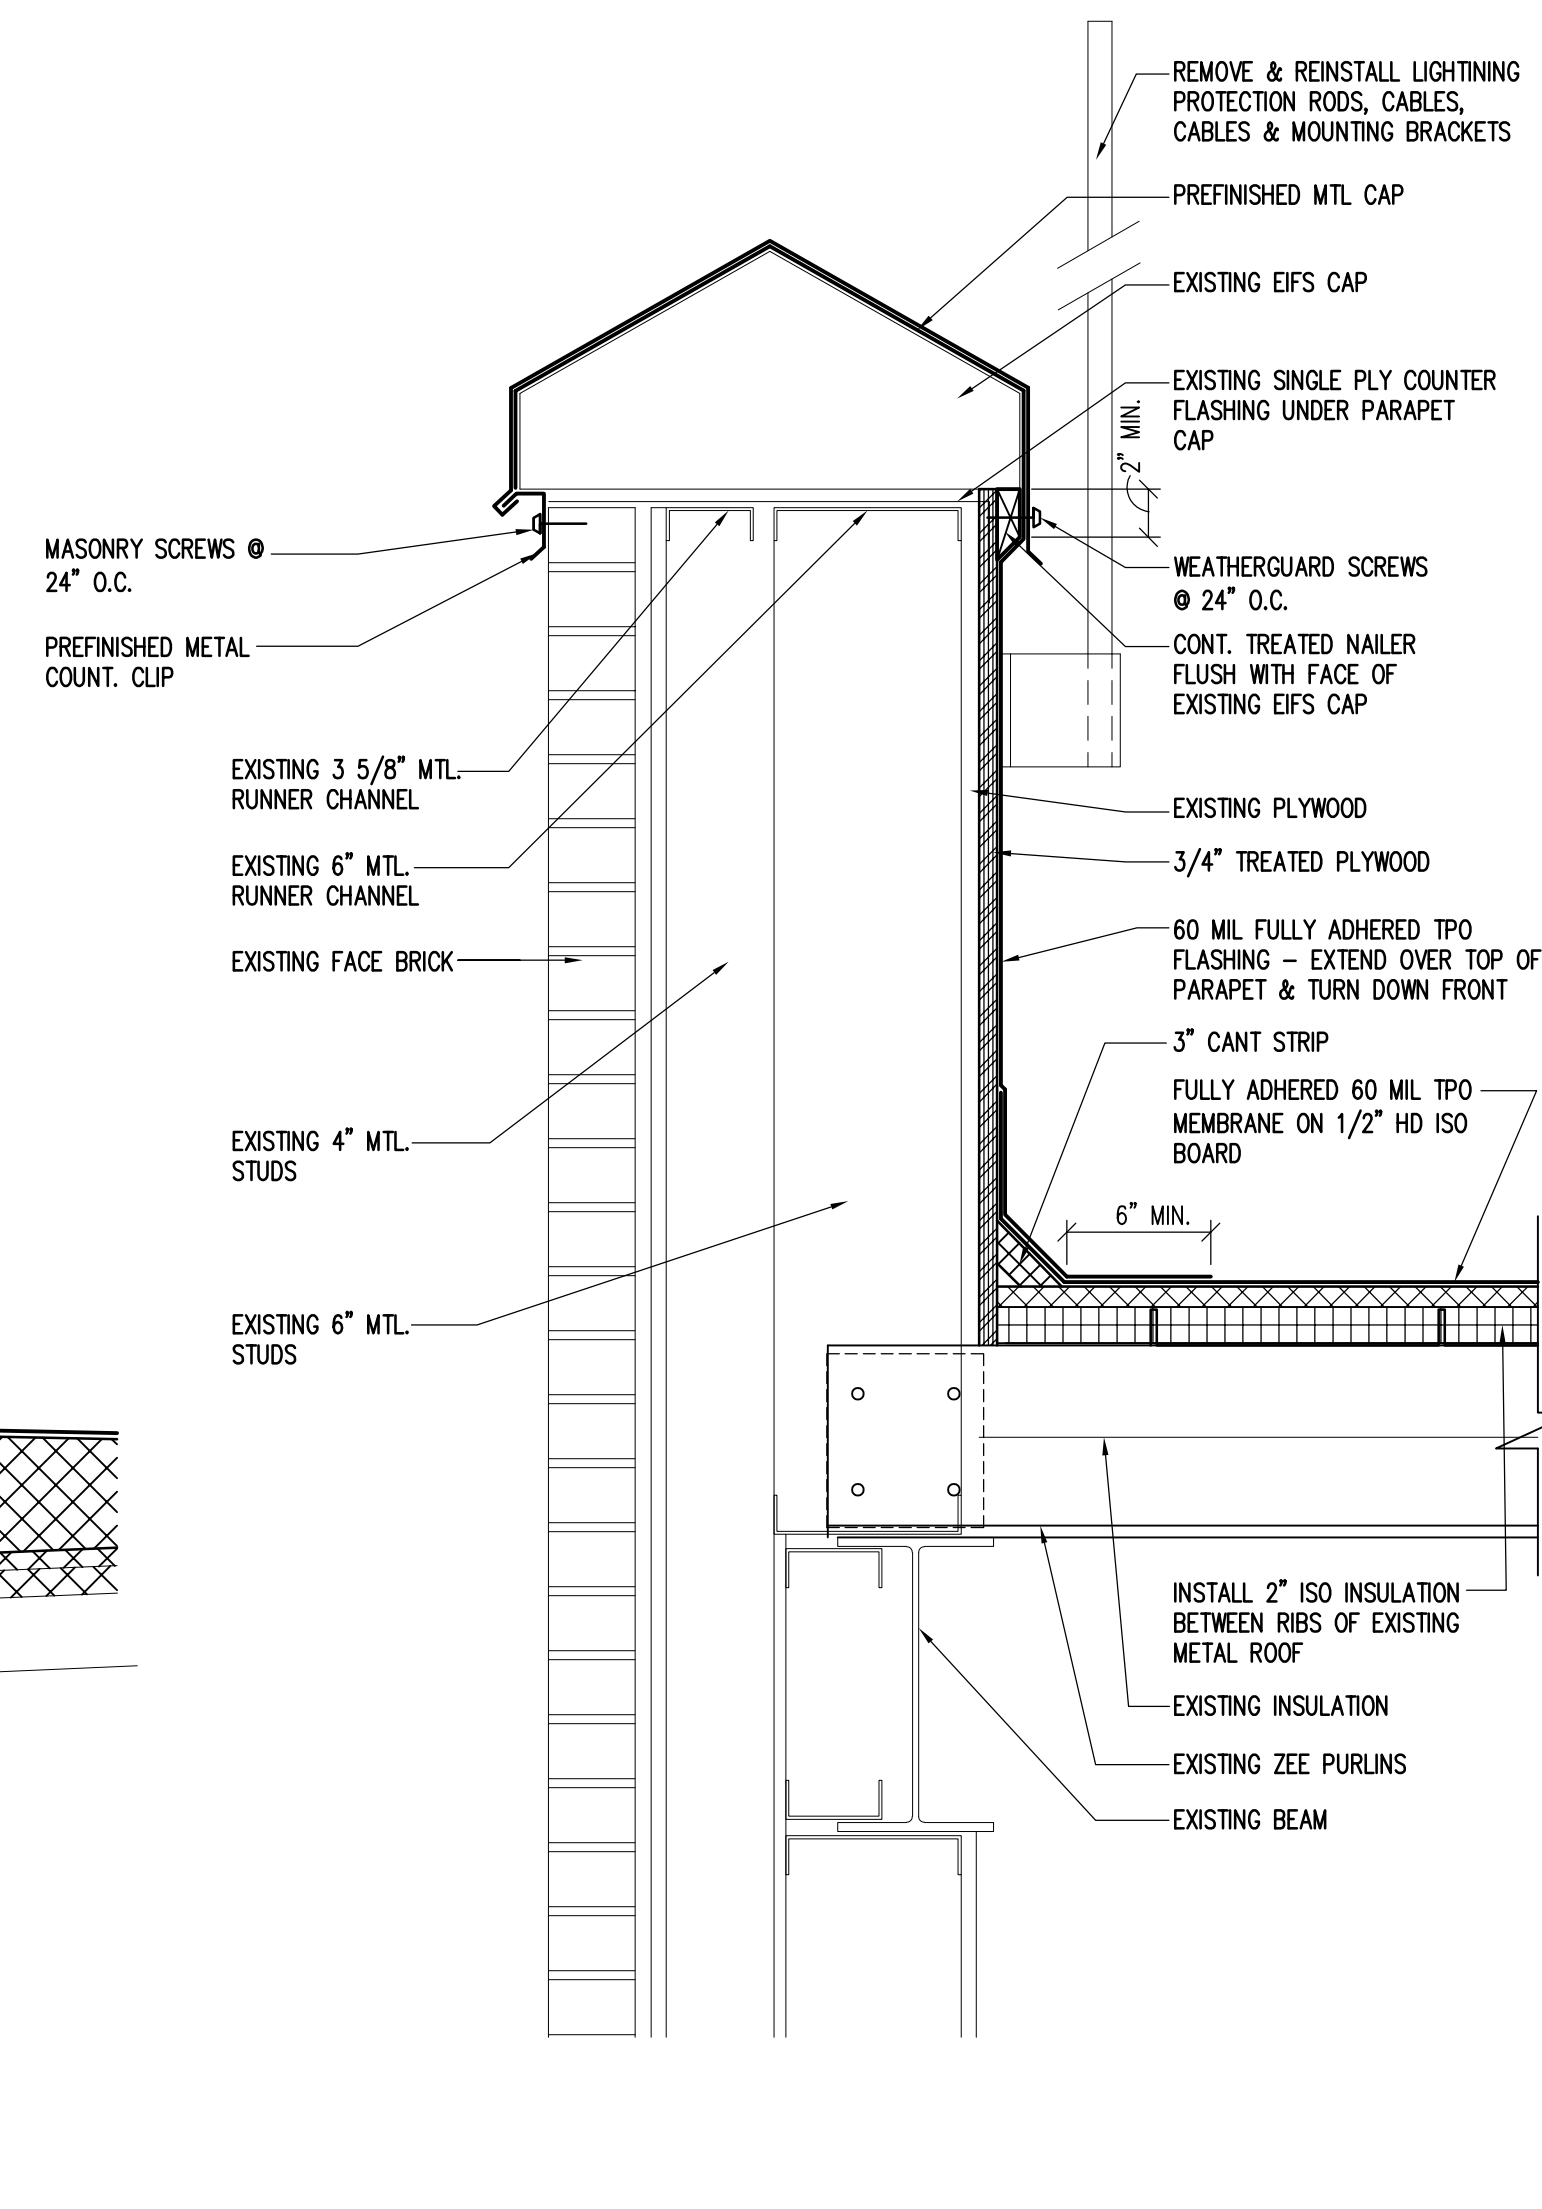 REMOVE & REINSTALL LIGHTINING
PROTECTION RODS, CABLES,
CABLES & MOUNTING BRACKETS
PREFINISHED MTL CAP
EXISTING EIFS CAP
EXISTING SINGLE PLY COUNTER
FLASHING UNDER PARAPET
CAP
2" MIN.
MASONRY SCREWS @
24" O.C.
PREFINISHED METAL
COUNT. CLIP
WEATHERGUARD SCREWS
@ 24" O.C.
CONT. TREATED NAILER
FLUSH WITH FACE OF
EXISTING EIFS CAP
EXISTING 3 5/8" MTL.
RUNNER CHANNEL
EXISTING 6" MTL.
RUNNER CHANNEL
EXISTING FACE BRICK
EXISTING PLYWOOD
3/4" TREATED PLYWOOD
60 MIL FULLY ADHERED TPO
FLASHING – EXTEND OVER TOP OF
PARAPET & TURN DOWN FRONT
3" CANT STRIP
FULLY ADHERED 60 MIL TPO
MEMBRANE ON 1/2" HD ISO
BOARD
EXISTING 4" MTL.
STUDS
6" MIN.
EXISTING 6" MTL.
STUDS
INSTALL 2" ISO INSULATION
BETWEEN RIBS OF EXISTING
METAL ROOF
EXISTING INSULATION
EXISTING ZEE PURLINS
EXISTING BEAM